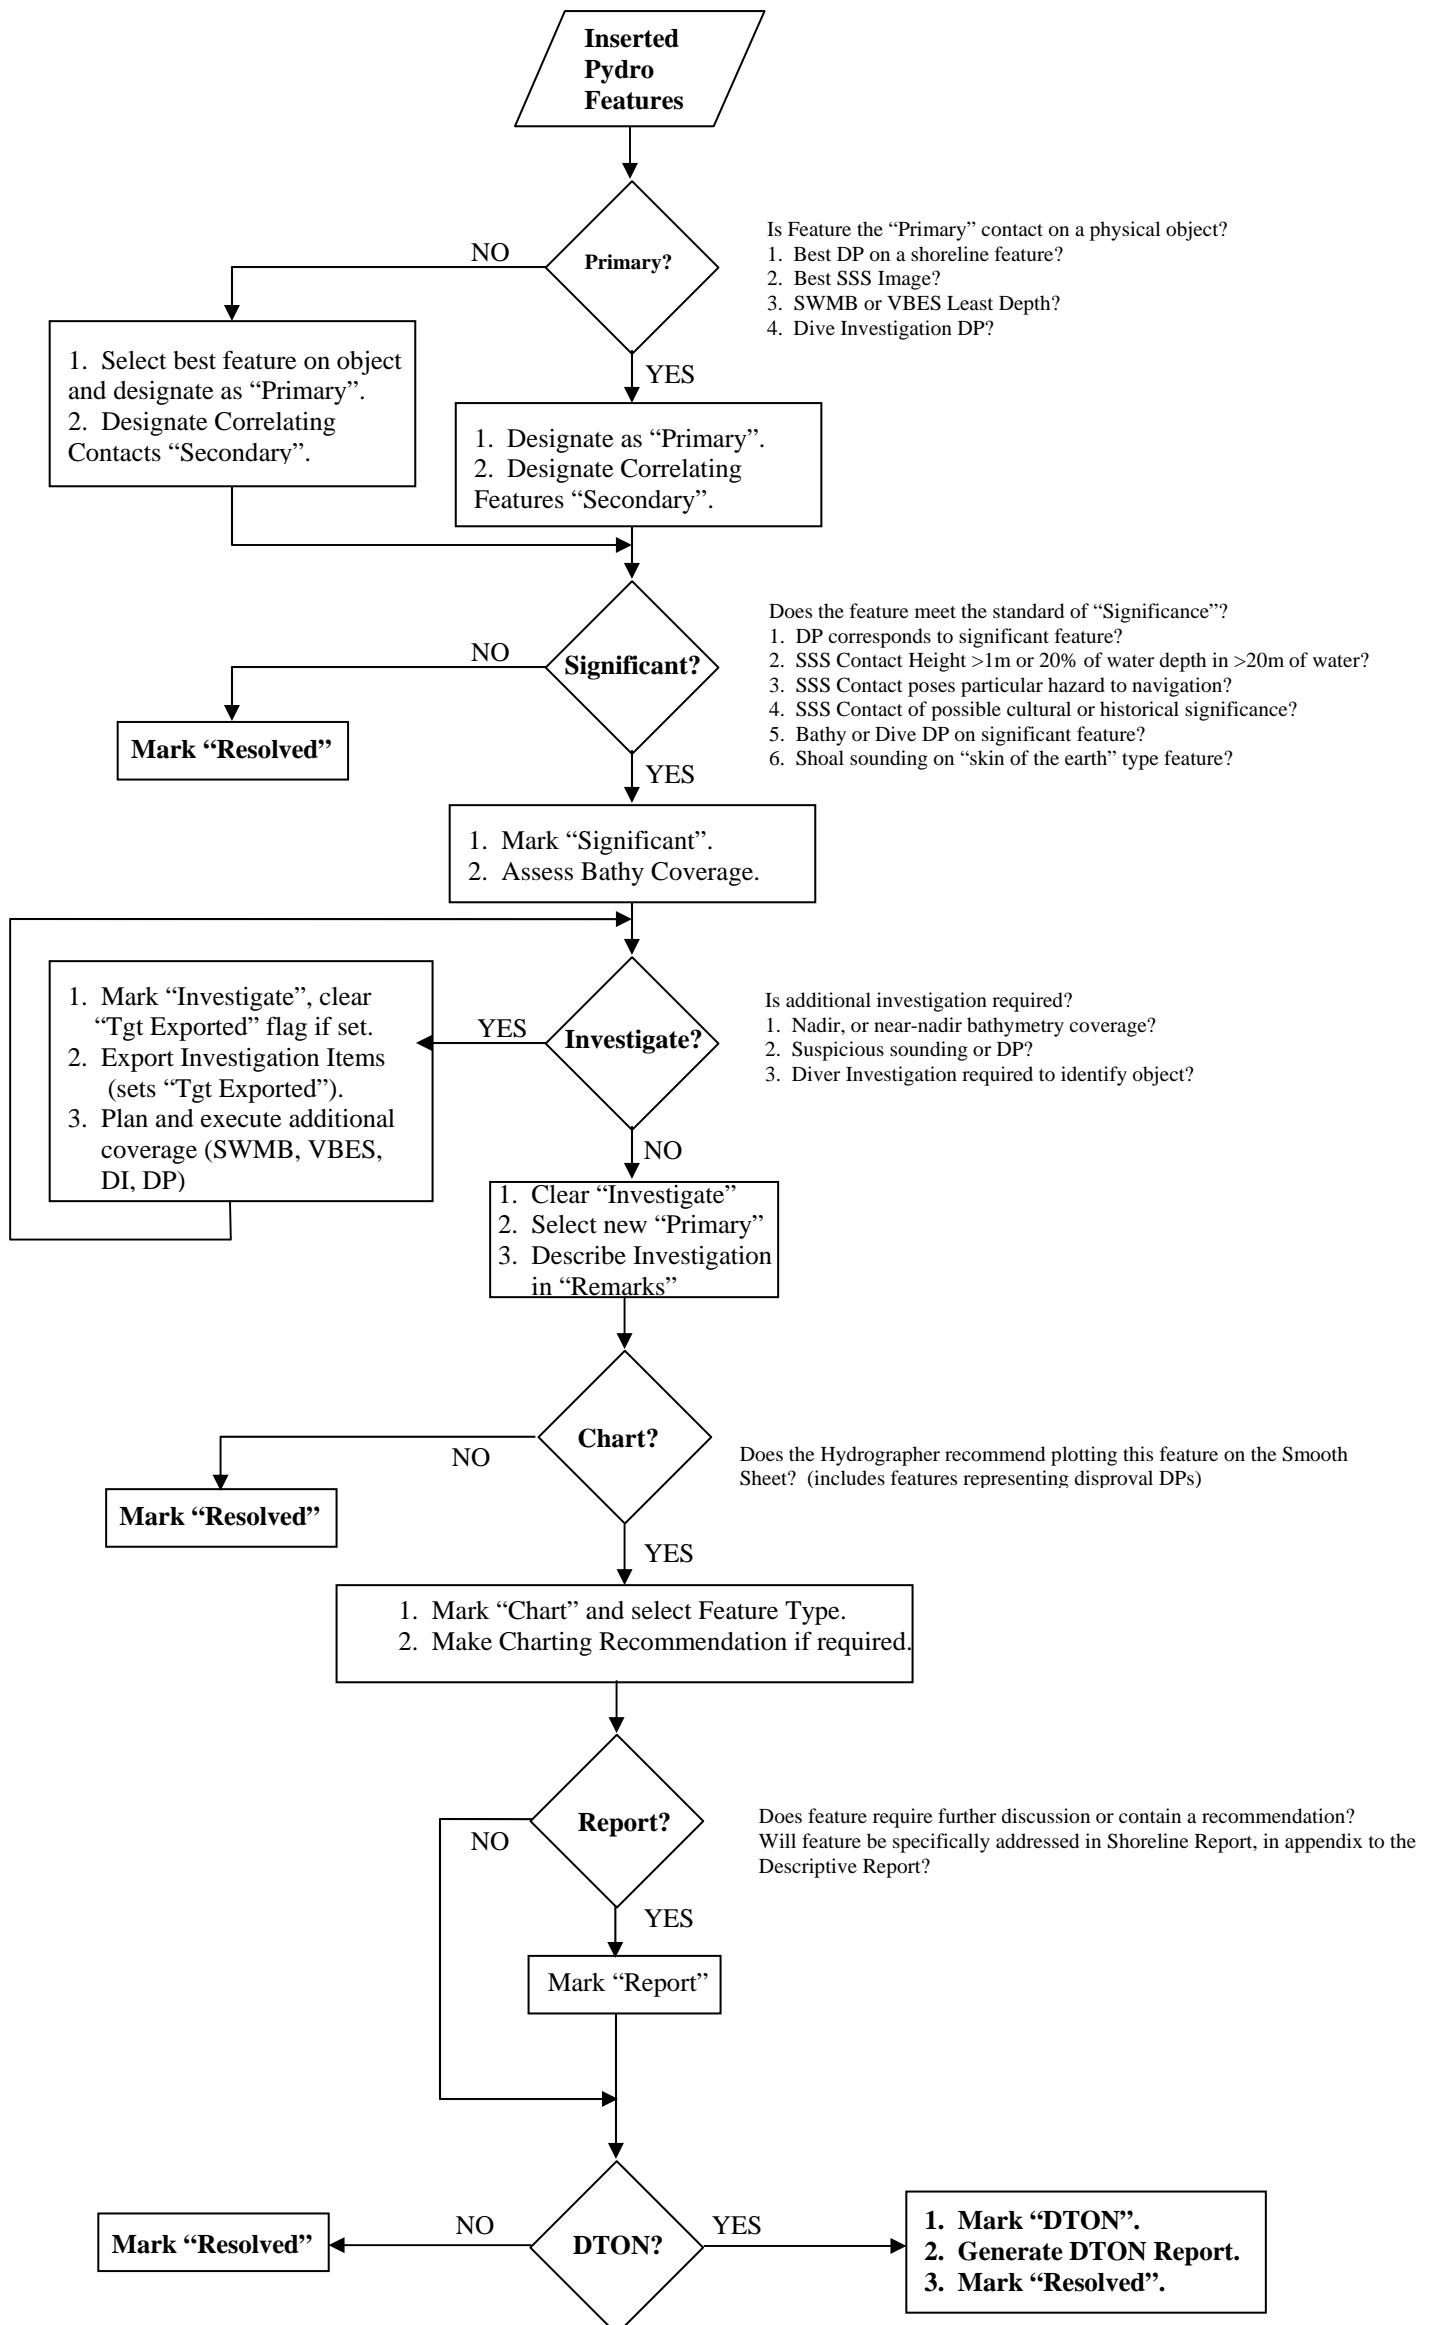 Inserted
Pydro
Features
Primary?
NO
YES
Is Feature the “Primary” contact on a physical object?
1. Best DP on a shoreline feature?
2. Best SSS Image?
3. SWMB or VBES Least Depth?
4. Dive Investigation DP?
1. Select best feature on object
and designate as “Primary”.
2. Designate Correlating
Contacts “Secondary”.
1. Designate as “Primary”.
2. Designate Correlating
Features “Secondary”.
Significant?
NO
YES
Does the feature meet the standard of “Significance”?
1. DP corresponds to significant feature?
2. SSS Contact Height >1m or 20% of water depth in >20m of water?
3. SSS Contact poses particular hazard to navigation?
4. SSS Contact of possible cultural or historical significance?
5. Bathy or Dive DP on significant feature?
6. Shoal sounding on “skin of the earth” type feature?
Mark “Resolved”
1. Mark “Significant”.
2. Assess Bathy Coverage.
Investigate?
YES
NO
Is additional investigation required?
1. Nadir, or near-nadir bathymetry coverage?
2. Suspicious sounding or DP?
3. Diver Investigation required to identify object?
1. Mark “Investigate”, clear
“Tgt Exported” flag if set.
2. Export Investigation Items
(sets “Tgt Exported”).
3. Plan and execute additional
coverage (SWMB, VBES,
DI, DP)
1. Clear “Investigate”
2. Select new “Primary”
3. Describe Investigation
in “Remarks”
Chart?
NO
YES
Does the Hydrographer recommend plotting this feature on the Smooth
Sheet? (includes features representing disproval DPs)
Mark “Resolved”
1. Mark “Chart” and select Feature Type.
2. Make Charting Recommendation if required.
Report?
NO
YES
Does feature require further discussion or contain a recommendation?
Will feature be specifically addressed in Shoreline Report, in appendix to the
Descriptive Report?
Mark “Report”
DTON?
NO
YES
Mark “Resolved”
1. Mark “DTON”.
2. Generate DTON Report.
3. Mark “Resolved”.